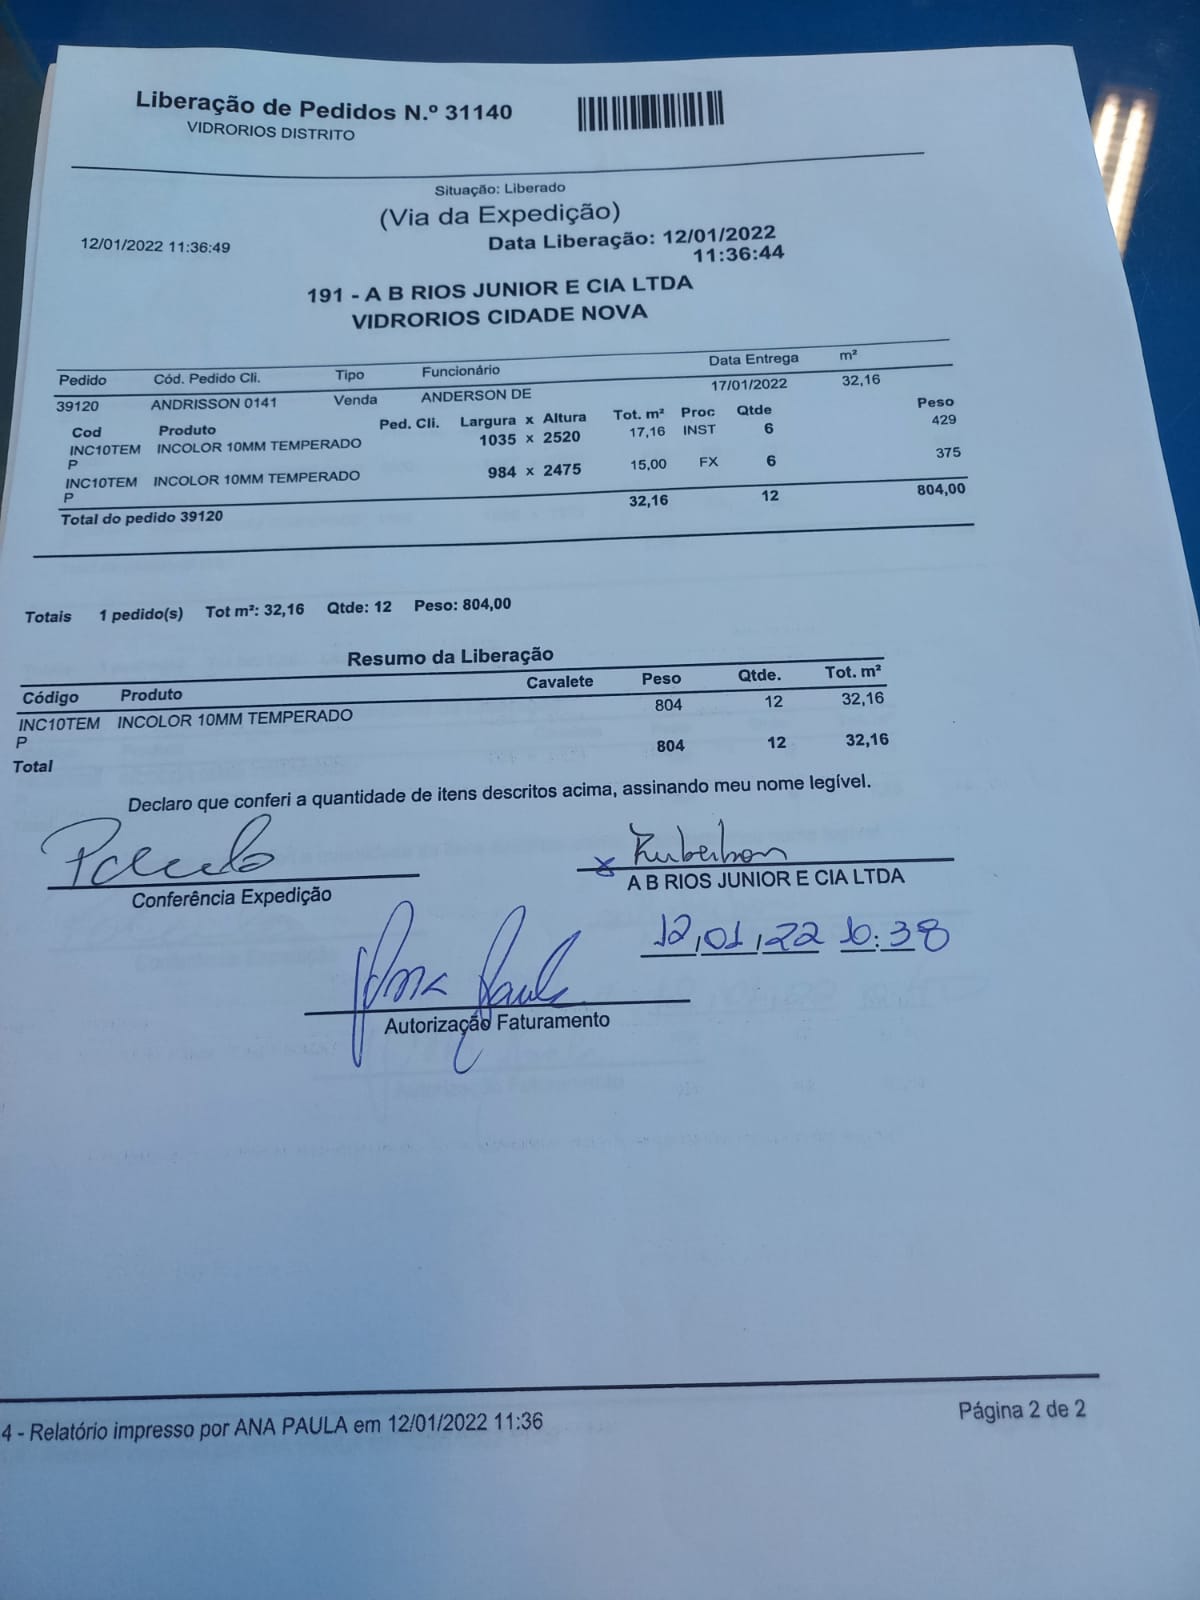 Liberação de Pedidos N.º 31140
VIDRORIOS DISTRITO
Situação: Liberado
(Via da Expedição)
12/01/2022 11:36:49
Data Liberação: 12/01/2022
11:36:44
191 - A B RIOS JUNIOR E CIA LTDA
VIDRORIOS CIDADE NOVA
Pedido Cód. Pedido Cli. Tipo Funcionário Data Entrega m²
39120 ANDRISSON 0141 Venda ANDERSON DE 17/01/2022 32,16
Cod Produto Ped. Cli. Largura x Altura Tot. m² Proc Qtde Peso
INC10TEM INCOLOR 10MM TEMPERADO 1035 x 2520 17,16 INST 6 429
P
INC10TEM INCOLOR 10MM TEMPERADO 984 x 2475 15,00 FX 6 375
P
Total do pedido 39120 32,16 12 804,00
Totais 1 pedido(s) Tot m²: 32,16 Qtde: 12 Peso: 804,00
Resumo da Liberação
Código Produto Cavalete Peso Qtde. Tot. m²
INC10TEM INCOLOR 10MM TEMPERADO 804 12 32,16
P
Total 804 12 32,16
Declaro que conferi a quantidade de itens descritos acima, assinando meu nome legível.
Conferência Expedição
A B RIOS JUNIOR E CIA LTDA
12/01/22 10:38
Ana Paula
Autorização Faturamento
4 - Relatório impresso por ANA PAULA em 12/01/2022 11:36
Página 2 de 2